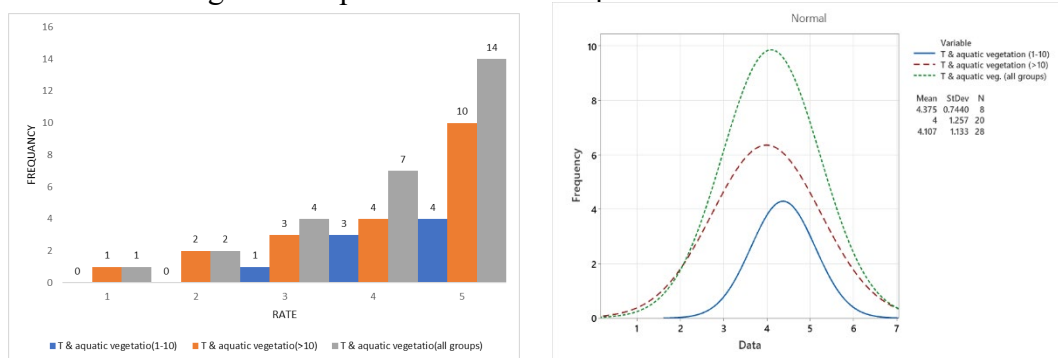 16
14
12
10
8
6
4
2
0
FREQUANCY
0
1
1
0
2
2
1
3
4
3
4
7
4
10
14
1
2
3
4
5
RATE
T & aquatic vegetatio(1-10)
T & aquatic vegetatio(>10)
T & aquatic vegetatio(all groups)
Normal
10
8
6
4
2
0
Frequency
1
2
3
4
5
6
7
Data
Variable
T & aquatic vegetation (1-10)
T & aquatic vegetation (>10)
T & aquatic veg. (all groups)
Mean StDev N
4.375 0.7440 8
4 1.257 20
4.107 1.133 28